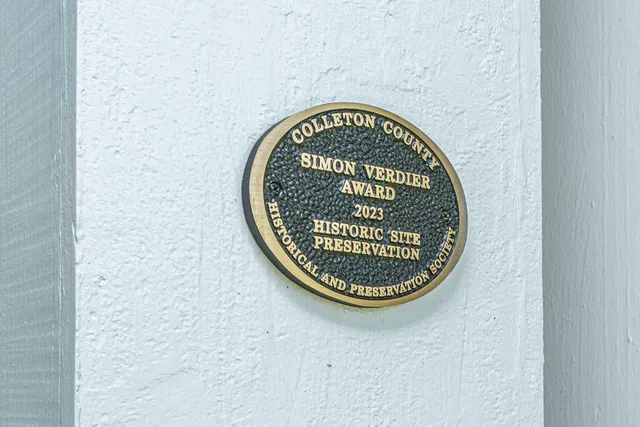 COLLETON COUNTY
SIMON VERDIER
AWARD
2023
HISTORIC SITE
PRESERVATION
HISTORICAL AND PRESERVATION SOCIETY